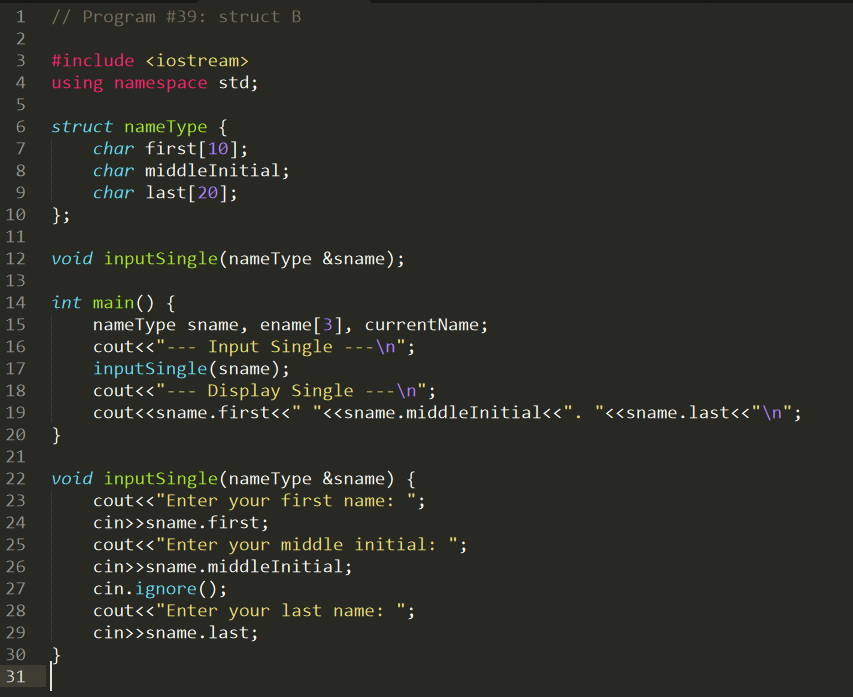 1 // Program #39: struct B
2
3 #include <iostream>
4 using namespace std;
5
6 struct nameType {
7     char first[10];
8     char middleInitial;
9     char last[20];
10 };
11
12 void inputSingle(nameType &sname);
13
14 int main() {
15     nameType sname, ename[3], currentName;
16     cout<<"--- Input Single ---\n";
17     inputSingle(sname);
18     cout<<"--- Display Single ---\n";
19     cout<<sname.first<<" "<<sname.middleInitial<<". "<<sname.last<<"\n";
20 }
21
22 void inputSingle(nameType &sname) {
23     cout<<"Enter your first name: ";
24     cin>>sname.first;
25     cout<<"Enter your middle initial: ";
26     cin>>sname.middleInitial;
27     cin.ignore();
28     cout<<"Enter your last name: ";
29     cin>>sname.last;
30 }
31